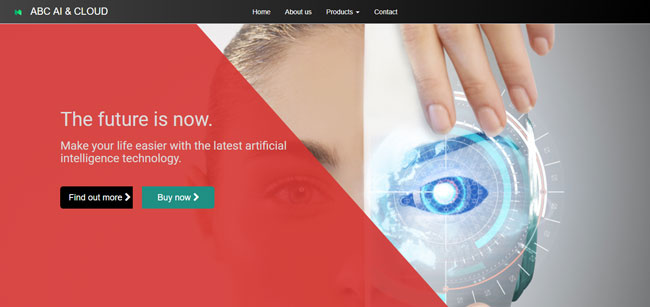 ABC AI & CLOUD
Home
About us
Products
Contact
The future is now.
Make your life easier with the latest artificial
intelligence technology.
Find out more
Buy now